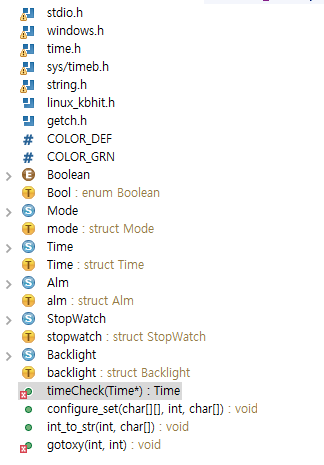 stdio.h
windows.h
time.h
sys/timeb.h
string.h
linux_kbhit.h
getch.h
# COLOR_DEF
# COLOR_GRN
E Boolean
T Bool : enum Boolean
S Mode
T mode : struct Mode
S Time
T Time : struct Time
S Alm
T alm : struct Alm
S StopWatch
T stopwatch : struct StopWatch
S Backlight
T backlight : struct Backlight
timeCheck(Time*) : Time
configure_set(char[][], int, char[]) : void
int_to_str(int, char[]) : void
gotoxy(int, int) : void